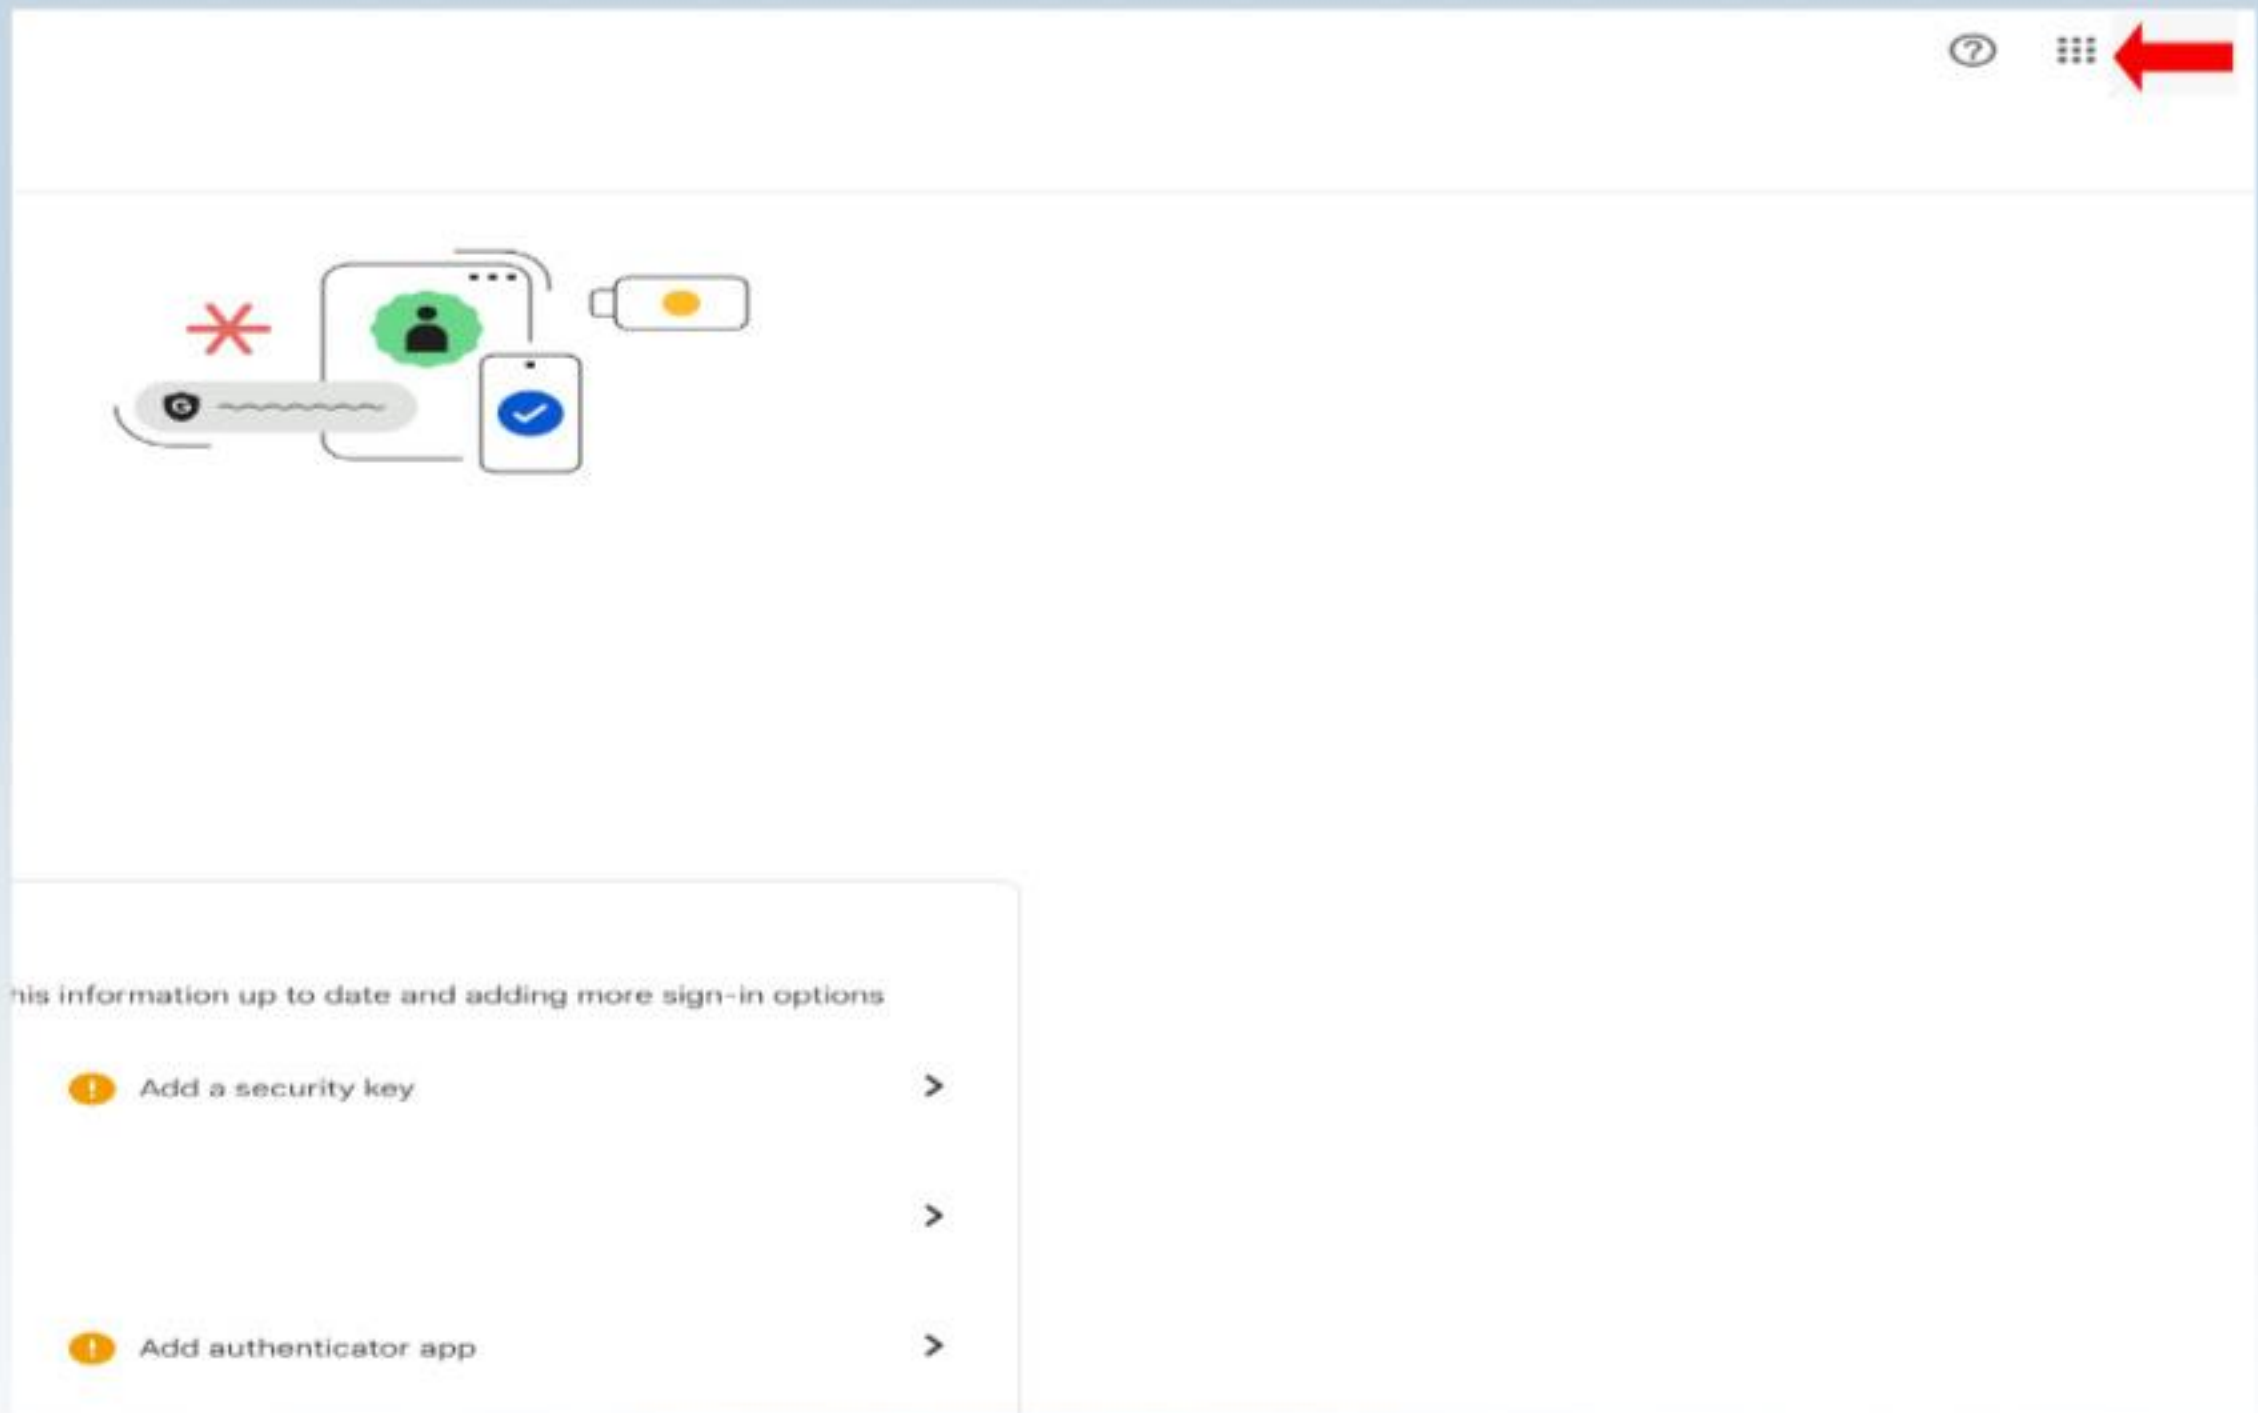 his information up to date and adding more sign-in options
Add a security key
Add authenticator app